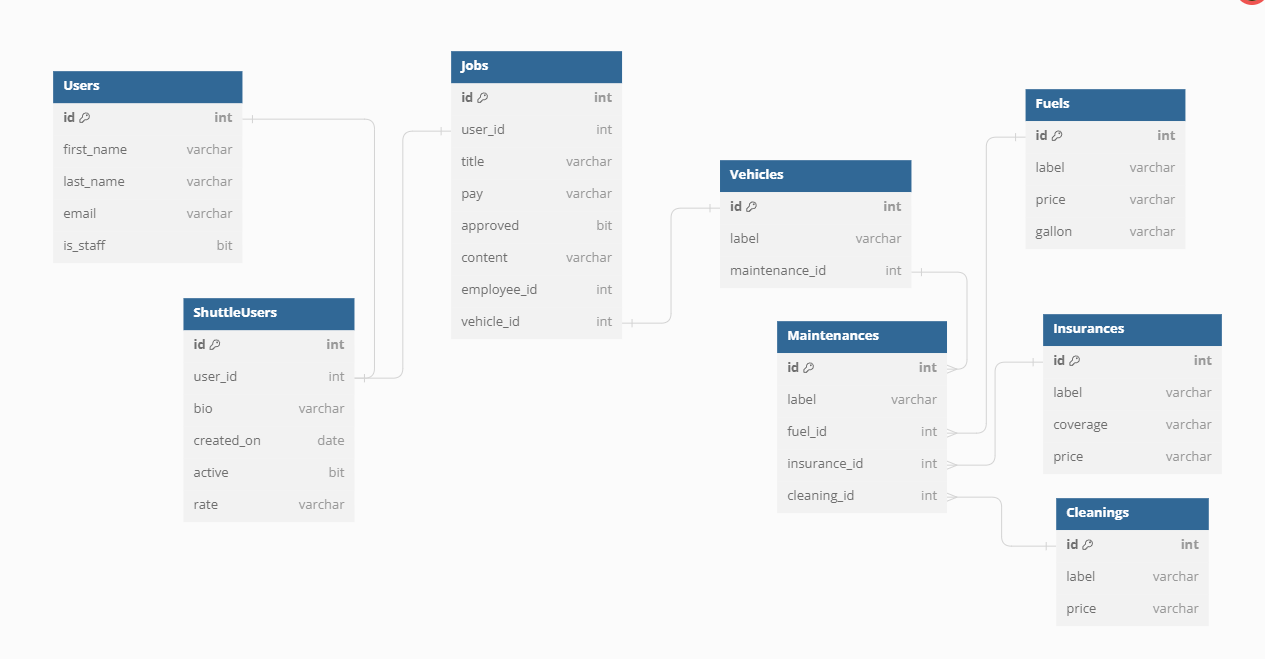 Users
id int
first_name varchar
last_name varchar
email varchar
is_staff bit
ShuttleUsers
id int
user_id int
bio varchar
created_on date
active bit
rate varchar
Jobs
id int
user_id int
title varchar
pay varchar
approved bit
content varchar
employee_id int
vehicle_id int
Vehicles
id int
label varchar
maintenance_id int
Maintenances
id int
label varchar
fuel_id int
insurance_id int
cleaning_id int
Fuels
id int
label varchar
price varchar
gallon varchar
Insurances
id int
label varchar
coverage varchar
price varchar
Cleanings
id int
label varchar
price varchar